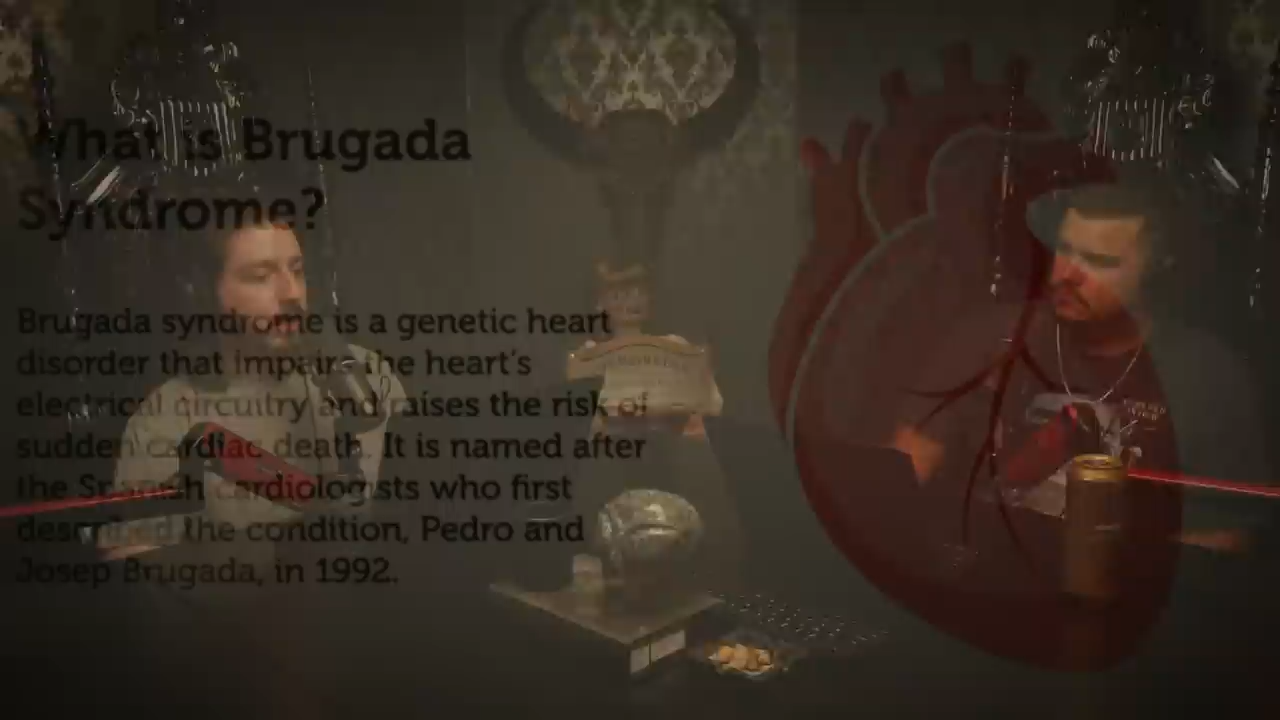 What is Brugada
Syndrome?
Brugada syndrome is a genetic heart
disorder that impairs the heart's
electrical circuitry and raises the risk of
sudden cardiac death. It is named after
the Spanish cardiologists who first
described the condition, Pedro and
Josep Brugada, in 1992.